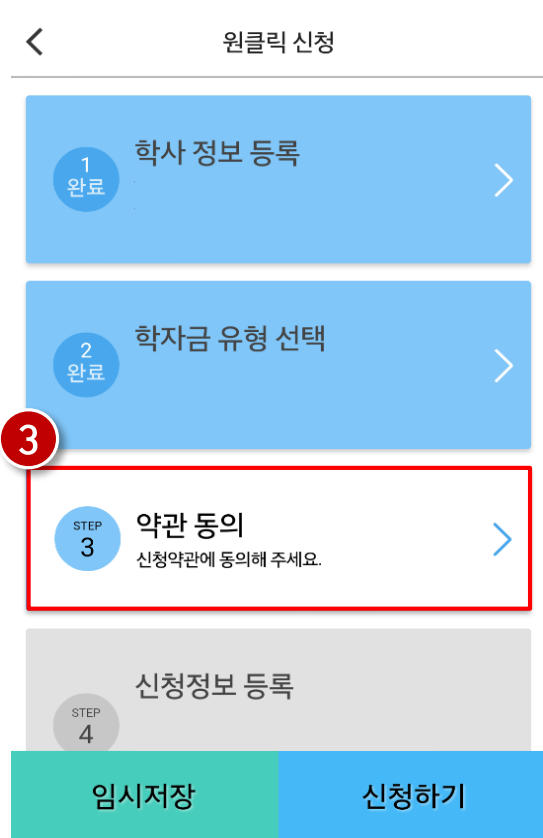 원클릭 신청
1
완료
학사 정보 등록
2
완료
학자금 유형 선택
3
STEP
3
약관 동의
신청약관에 동의해 주세요.
STEP
4
신청정보 등록
임시저장
신청하기